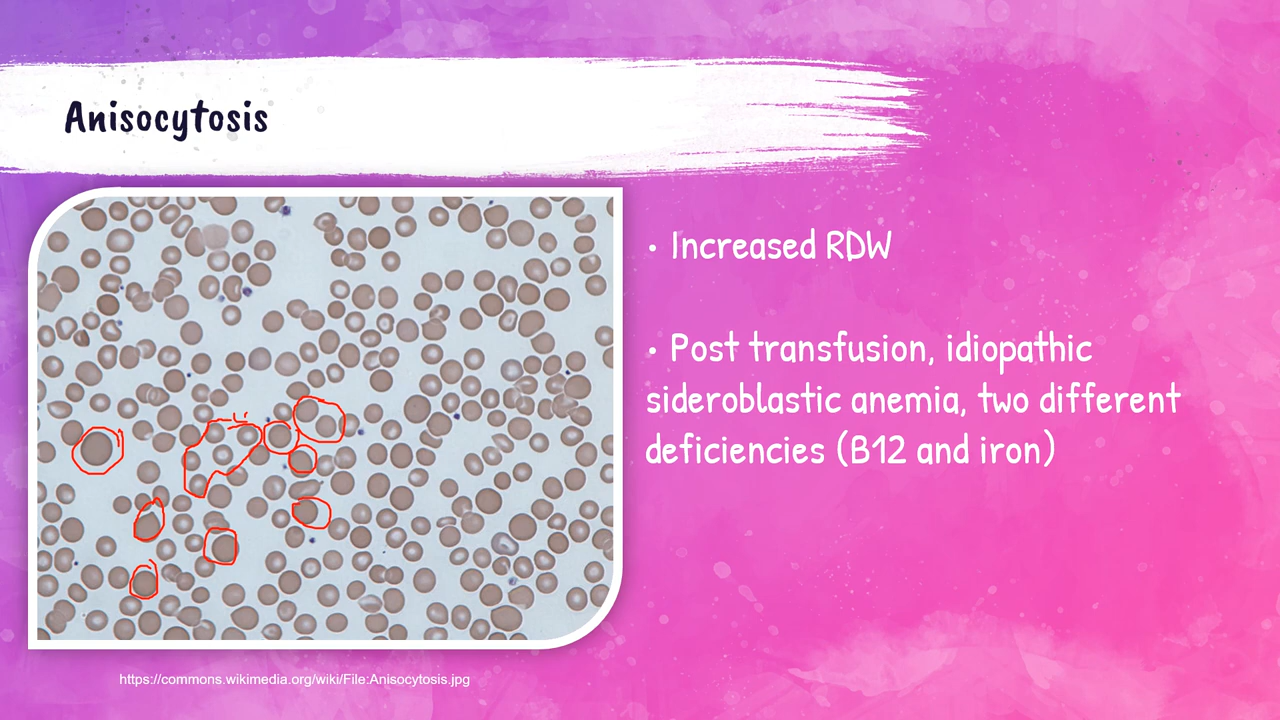 Anisocytosis
• Increased RDW
• Post transfusion, idiopathic
sideroblastic anemia, two different
deficiencies (B12 and iron)
https://commons.wikimedia.org/wiki/File:Anisocytosis.jpg